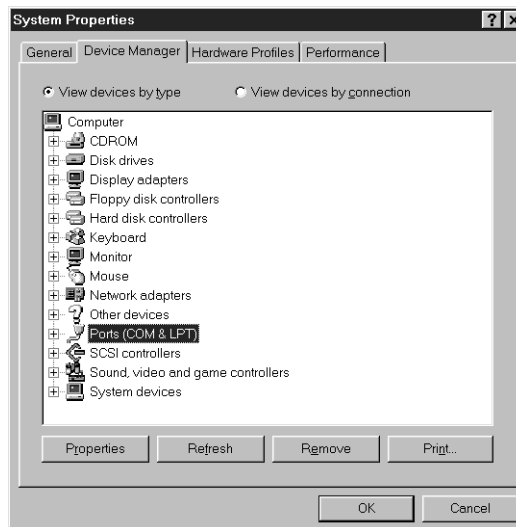 System Properties
General Device Manager Hardware Profiles Performance
View devices by type View devices by connection
Computer
CDROM
Disk drives
Display adapters
Floppy disk controllers
Hard disk controllers
Keyboard
Monitor
Mouse
Network adapters
Other devices
Ports (COM & LPT)
SCSI controllers
Sound, video and game controllers
System devices
Properties Refresh Remove Print...
OK Cancel